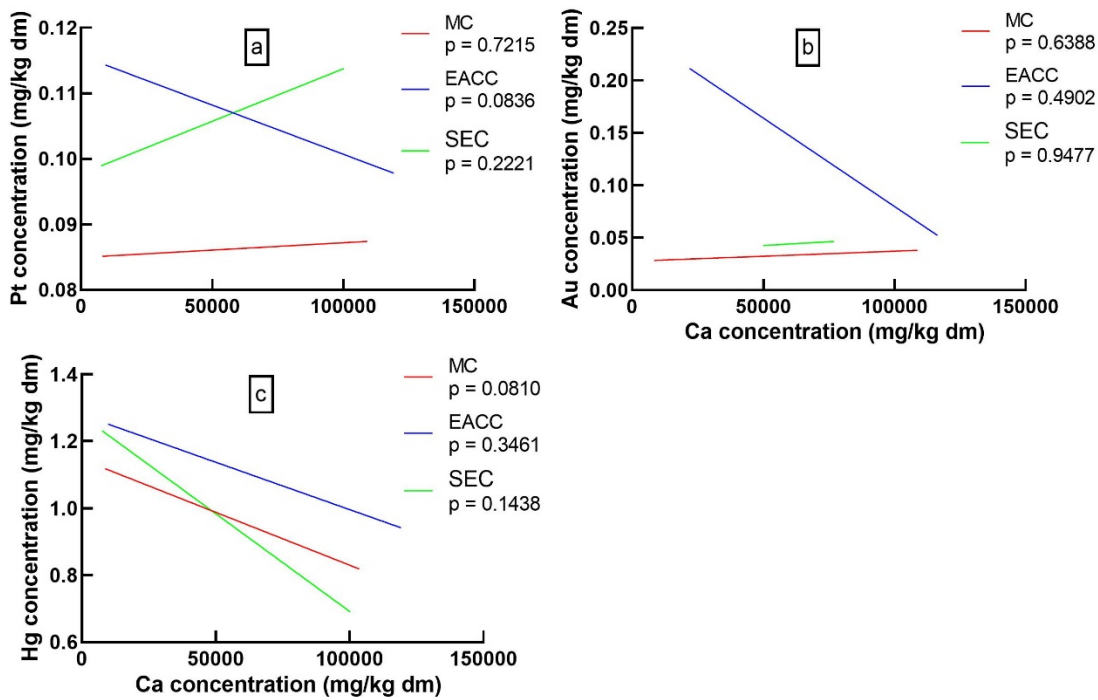 a
Pt concentration (mg/kg dm)
0.12
0.11
0.10
0.09
0.08
0 50000 100000 150000
MC
p = 0.7215
EACC
p = 0.0836
SEC
p = 0.2221
b
Au concentration (mg/kg dm)
0.25
0.20
0.15
0.10
0.05
0.00
0 50000 100000 150000
Ca concentration (mg/kg dm)
MC
p = 0.6388
EACC
p = 0.4902
SEC
p = 0.9477
c
Hg concentration (mg/kg dm)
1.4
1.2
1.0
0.8
0.6
0 50000 100000 150000
Ca concentration (mg/kg dm)
MC
p = 0.0810
EACC
p = 0.3461
SEC
p = 0.1438